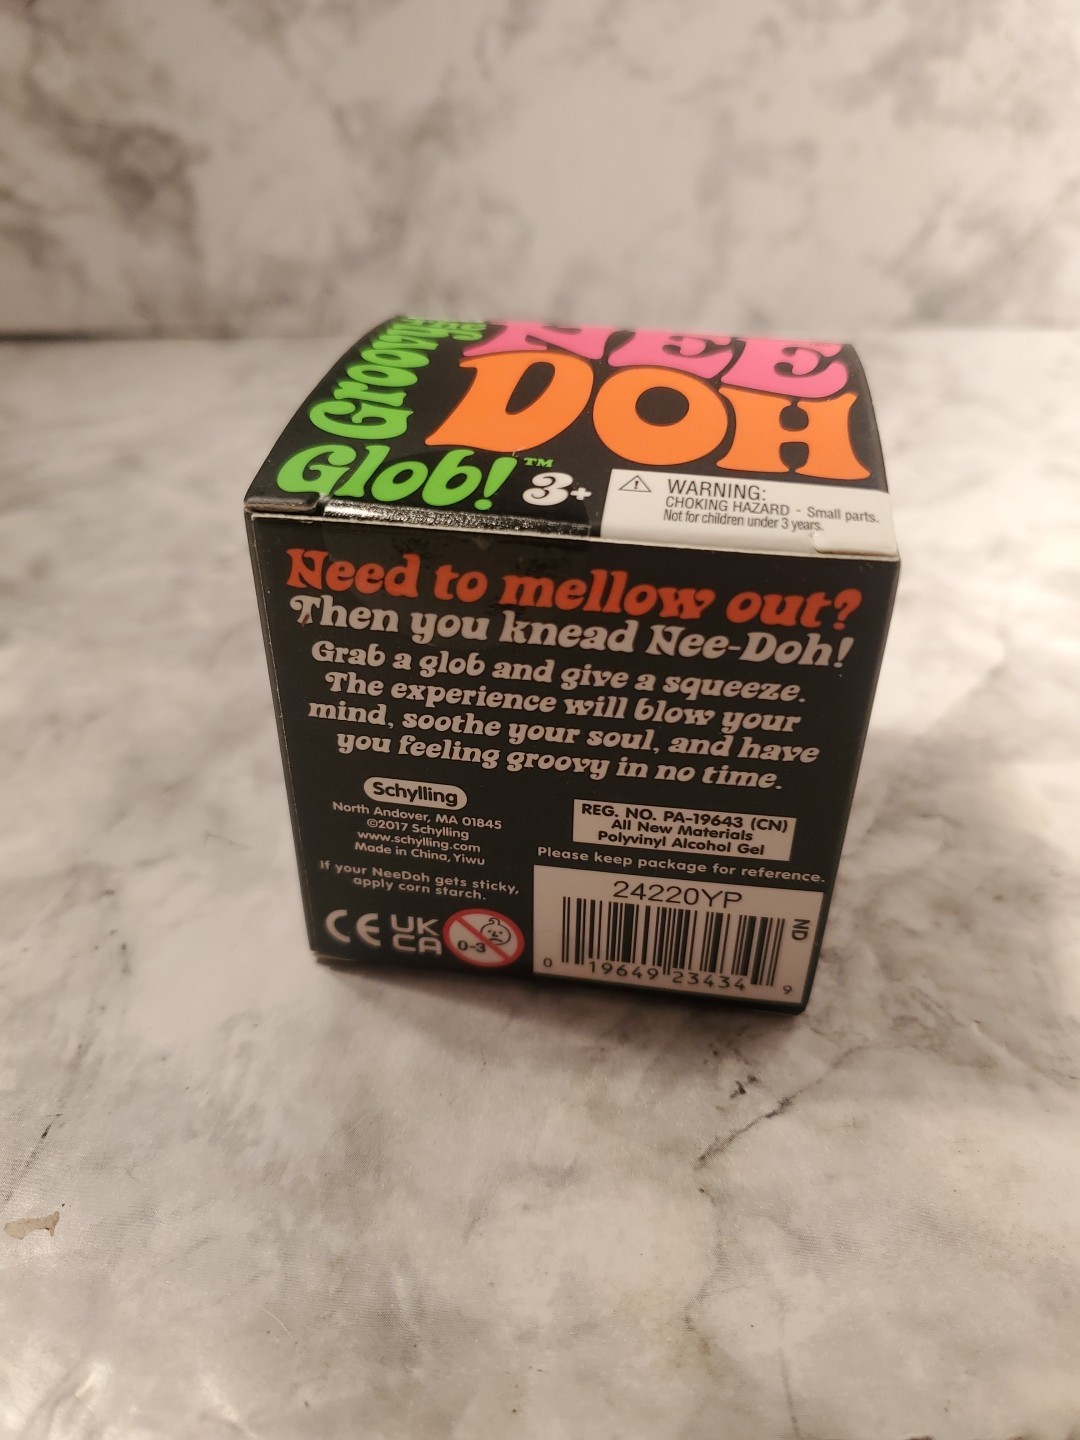 The
Groovy
Glob!™
NEE
DOH
3+
WARNING:
CHOKING HAZARD - Small parts.
Not for children under 3 years.
Need to mellow out?
Then you knead Nee-Doh!
Grab a glob and give a squeeze.
The experience will blow your
mind, soothe your soul, and have
you feeling groovy in no time.
Schylling
North Andover, MA 01845
©2017 Schylling
www.schylling.com
Made in China, Yiwu
If your NeeDoh gets sticky,
apply corn starch.
CE UK
CA
0-3
REG. NO. PA-19643 (CN)
All New Materials
Polyvinyl Alcohol Gel
Please keep package for reference.
24220YP
ND
0 19649 23434 9